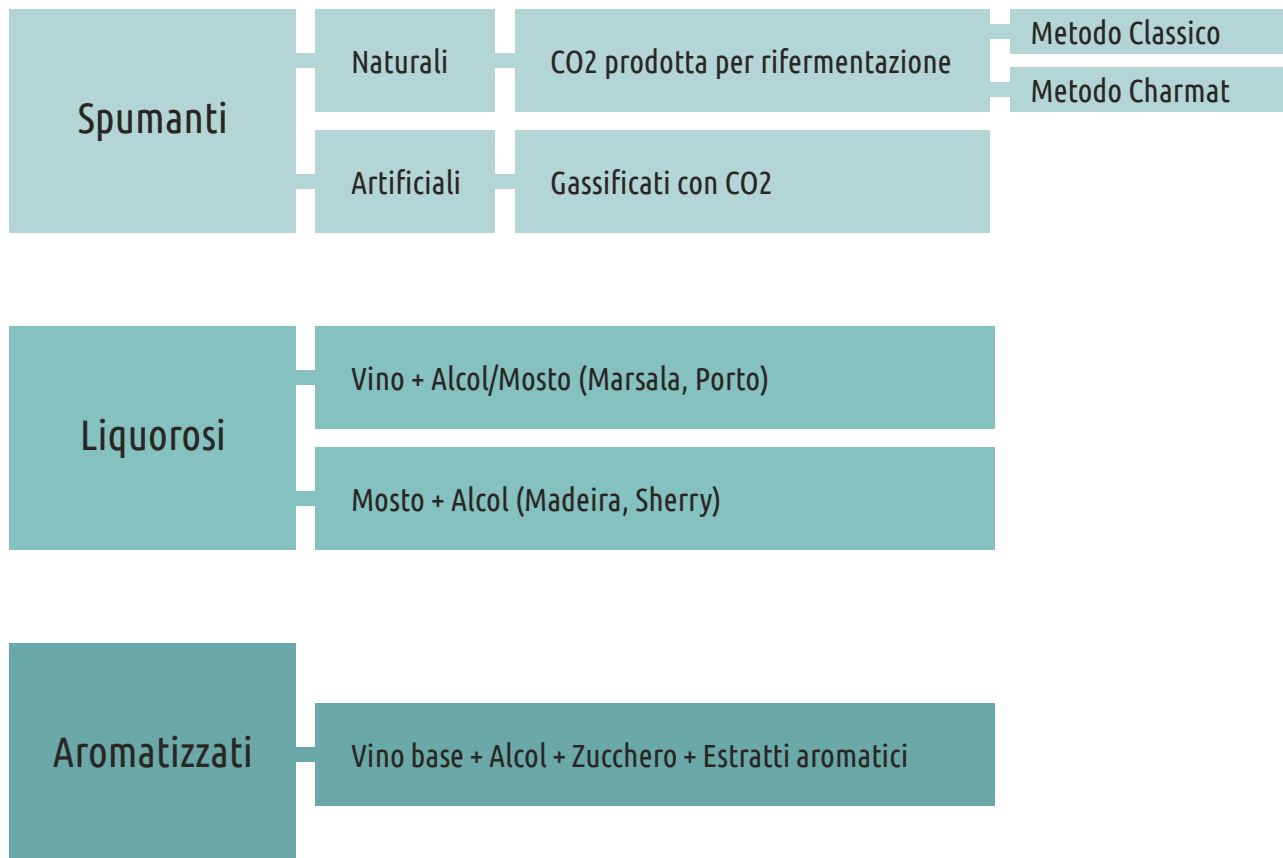 Spumanti
Naturali
CO2 prodotta per rifermentazione
Metodo Classico
Metodo Charmat
Artificiali
Gassificati con CO2
Liquorosi
Vino + Alcol/Mosto (Marsala, Porto)
Mosto + Alcol (Madeira, Sherry)
Aromatizzati
Vino base + Alcol + Zucchero + Estratti aromatici